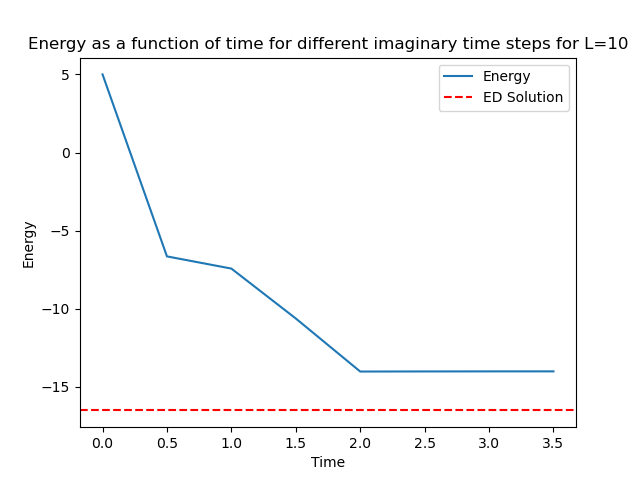 Energy as a function of time for different imaginary time steps for L=10
Energy
ED Solution
5
0
−5
−10
−15
Energy
0.0 0.5 1.0 1.5 2.0 2.5 3.0 3.5
Time